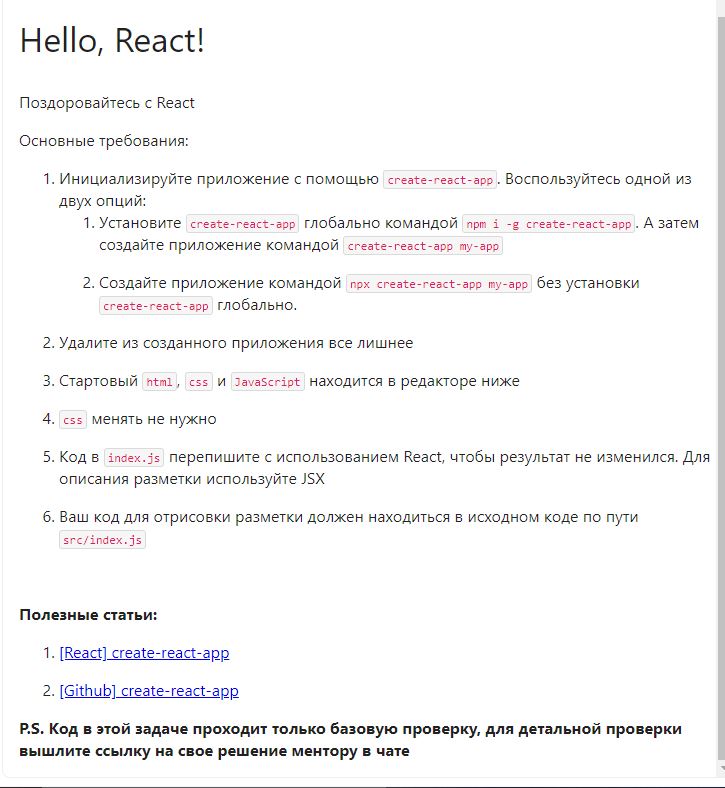 Hello, React!
Поздоровайтесь с React
Основные требования:
1. Инициализируйте приложение с помощью create-react-app. Воспользуйтесь одной из
двух опций:
1. Установите create-react-app глобально командой npm i -g create-react-app. А затем
создайте приложение командой create-react-app my-app
2. Создайте приложение командой npx create-react-app my-app без установки
create-react-app глобально.
2. Удалите из созданного приложения все лишнее
3. Стартовый html, css и JavaScript находится в редакторе ниже
4. css менять не нужно
5. Код в index.js перепишите с использованием React, чтобы результат не изменился. Для
описания разметки используйте JSX
6. Ваш код для отрисовки разметки должен находиться в исходном коде по пути
src/index.js
Полезные статьи:
1. [React] create-react-app
2. [Github] create-react-app
P.S. Код в этой задаче проходит только базовую проверку, для детальной проверки
вышлите ссылку на свое решение ментору в чате